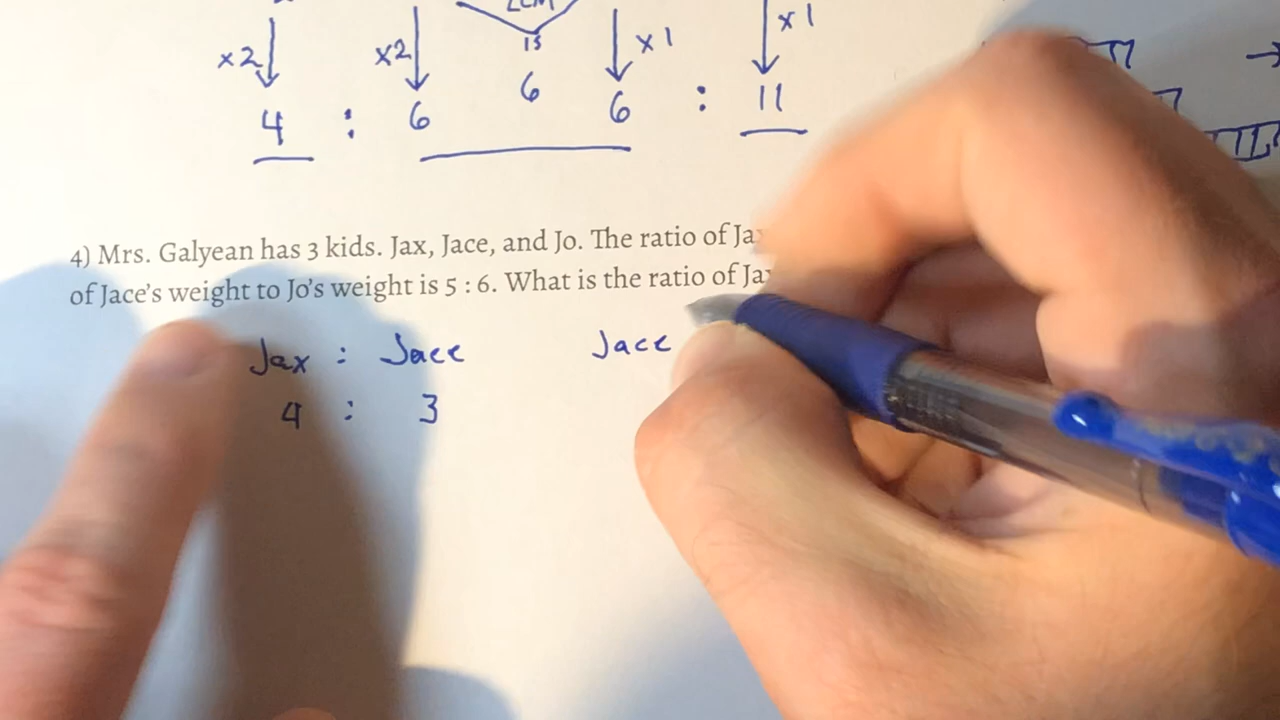 LCM
x2 x2 is x1 x1
4 : 6 6 6 : 11
4) Mrs. Galyean has 3 kids. Jax, Jace, and Jo. The ratio of
of Jace's weight to Jo's weight is 5 : 6. What is the ratio of
Jax : Jace Jace
4 : 3